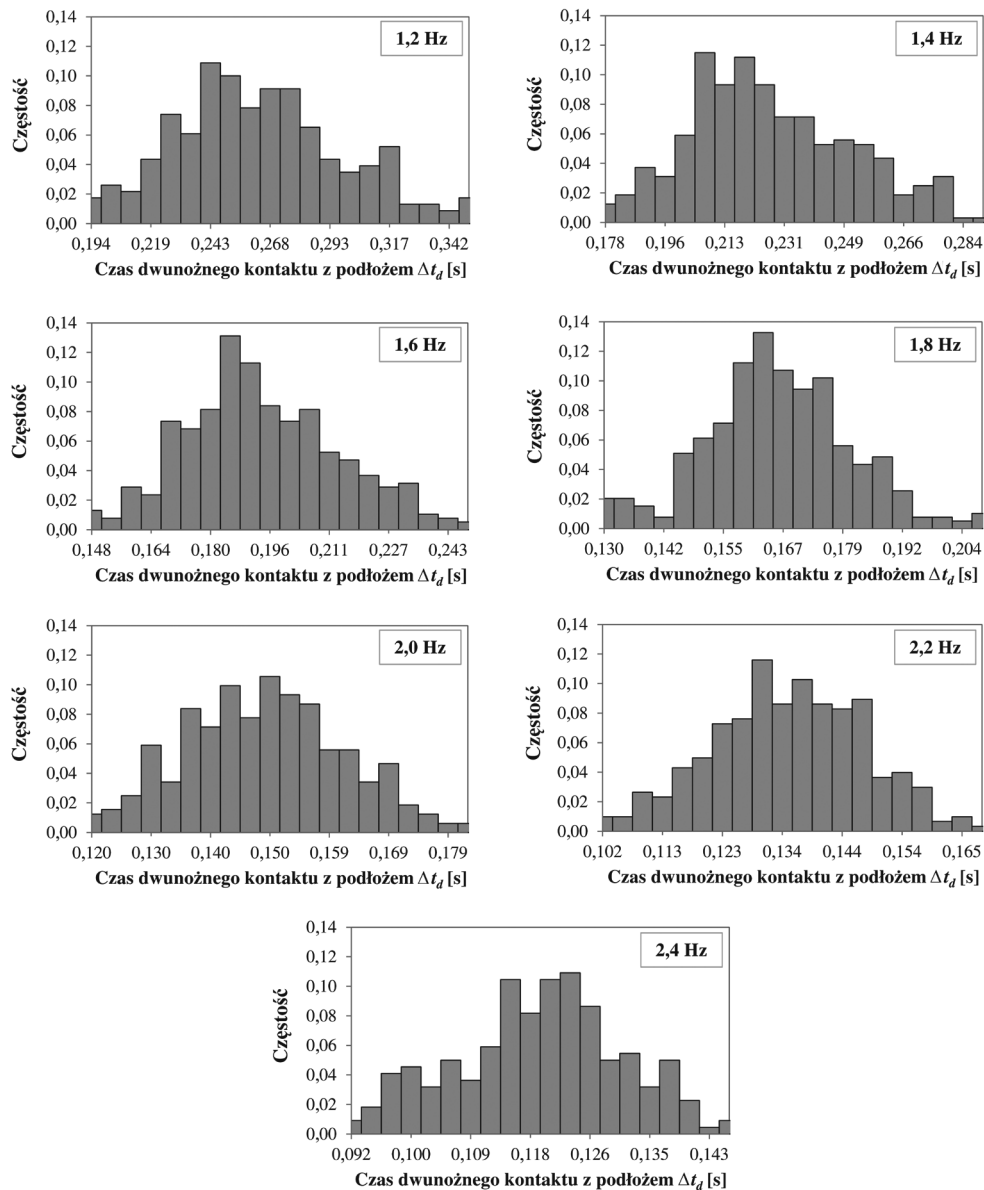 0,14
0,12
0,10
0,08
0,06
0,04
0,02
0,00
Częstość
1,2 Hz
0,194 0,219 0,243 0,268 0,293 0,317 0,342
Czas dwunożnego kontaktu z podłożem Δt_d [s]
0,14
0,12
0,10
0,08
0,06
0,04
0,02
0,00
Częstość
1,4 Hz
0,178 0,196 0,213 0,231 0,249 0,266 0,284
Czas dwunożnego kontaktu z podłożem Δt_d [s]
0,14
0,12
0,10
0,08
0,06
0,04
0,02
0,00
Częstość
1,6 Hz
0,148 0,164 0,180 0,196 0,211 0,227 0,243
Czas dwunożnego kontaktu z podłożem Δt_d [s]
0,14
0,12
0,10
0,08
0,06
0,04
0,02
0,00
Częstość
1,8 Hz
0,130 0,142 0,155 0,167 0,179 0,192 0,204
Czas dwunożnego kontaktu z podłożem Δt_d [s]
0,14
0,12
0,10
0,08
0,06
0,04
0,02
0,00
Częstość
2,0 Hz
0,120 0,130 0,140 0,150 0,159 0,169 0,179
Czas dwunożnego kontaktu z podłożem Δt_d [s]
0,14
0,12
0,10
0,08
0,06
0,04
0,02
0,00
Częstość
2,2 Hz
0,102 0,113 0,123 0,134 0,144 0,154 0,165
Czas dwunożnego kontaktu z podłożem Δt_d [s]
0,14
0,12
0,10
0,08
0,06
0,04
0,02
0,00
Częstość
2,4 Hz
0,092 0,100 0,109 0,118 0,126 0,135 0,143
Czas dwunożnego kontaktu z podłożem Δt_d [s]